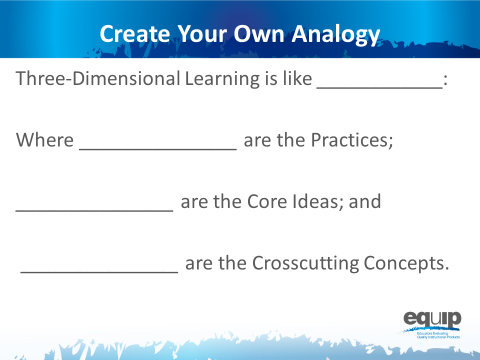 Create Your Own Analogy
Three-Dimensional Learning is like ____________:
Where _______________ are the Practices;
_______________ are the Core Ideas; and
_______________ are the Crosscutting Concepts.
equip
Educators Evaluating
Quality Instructional Products